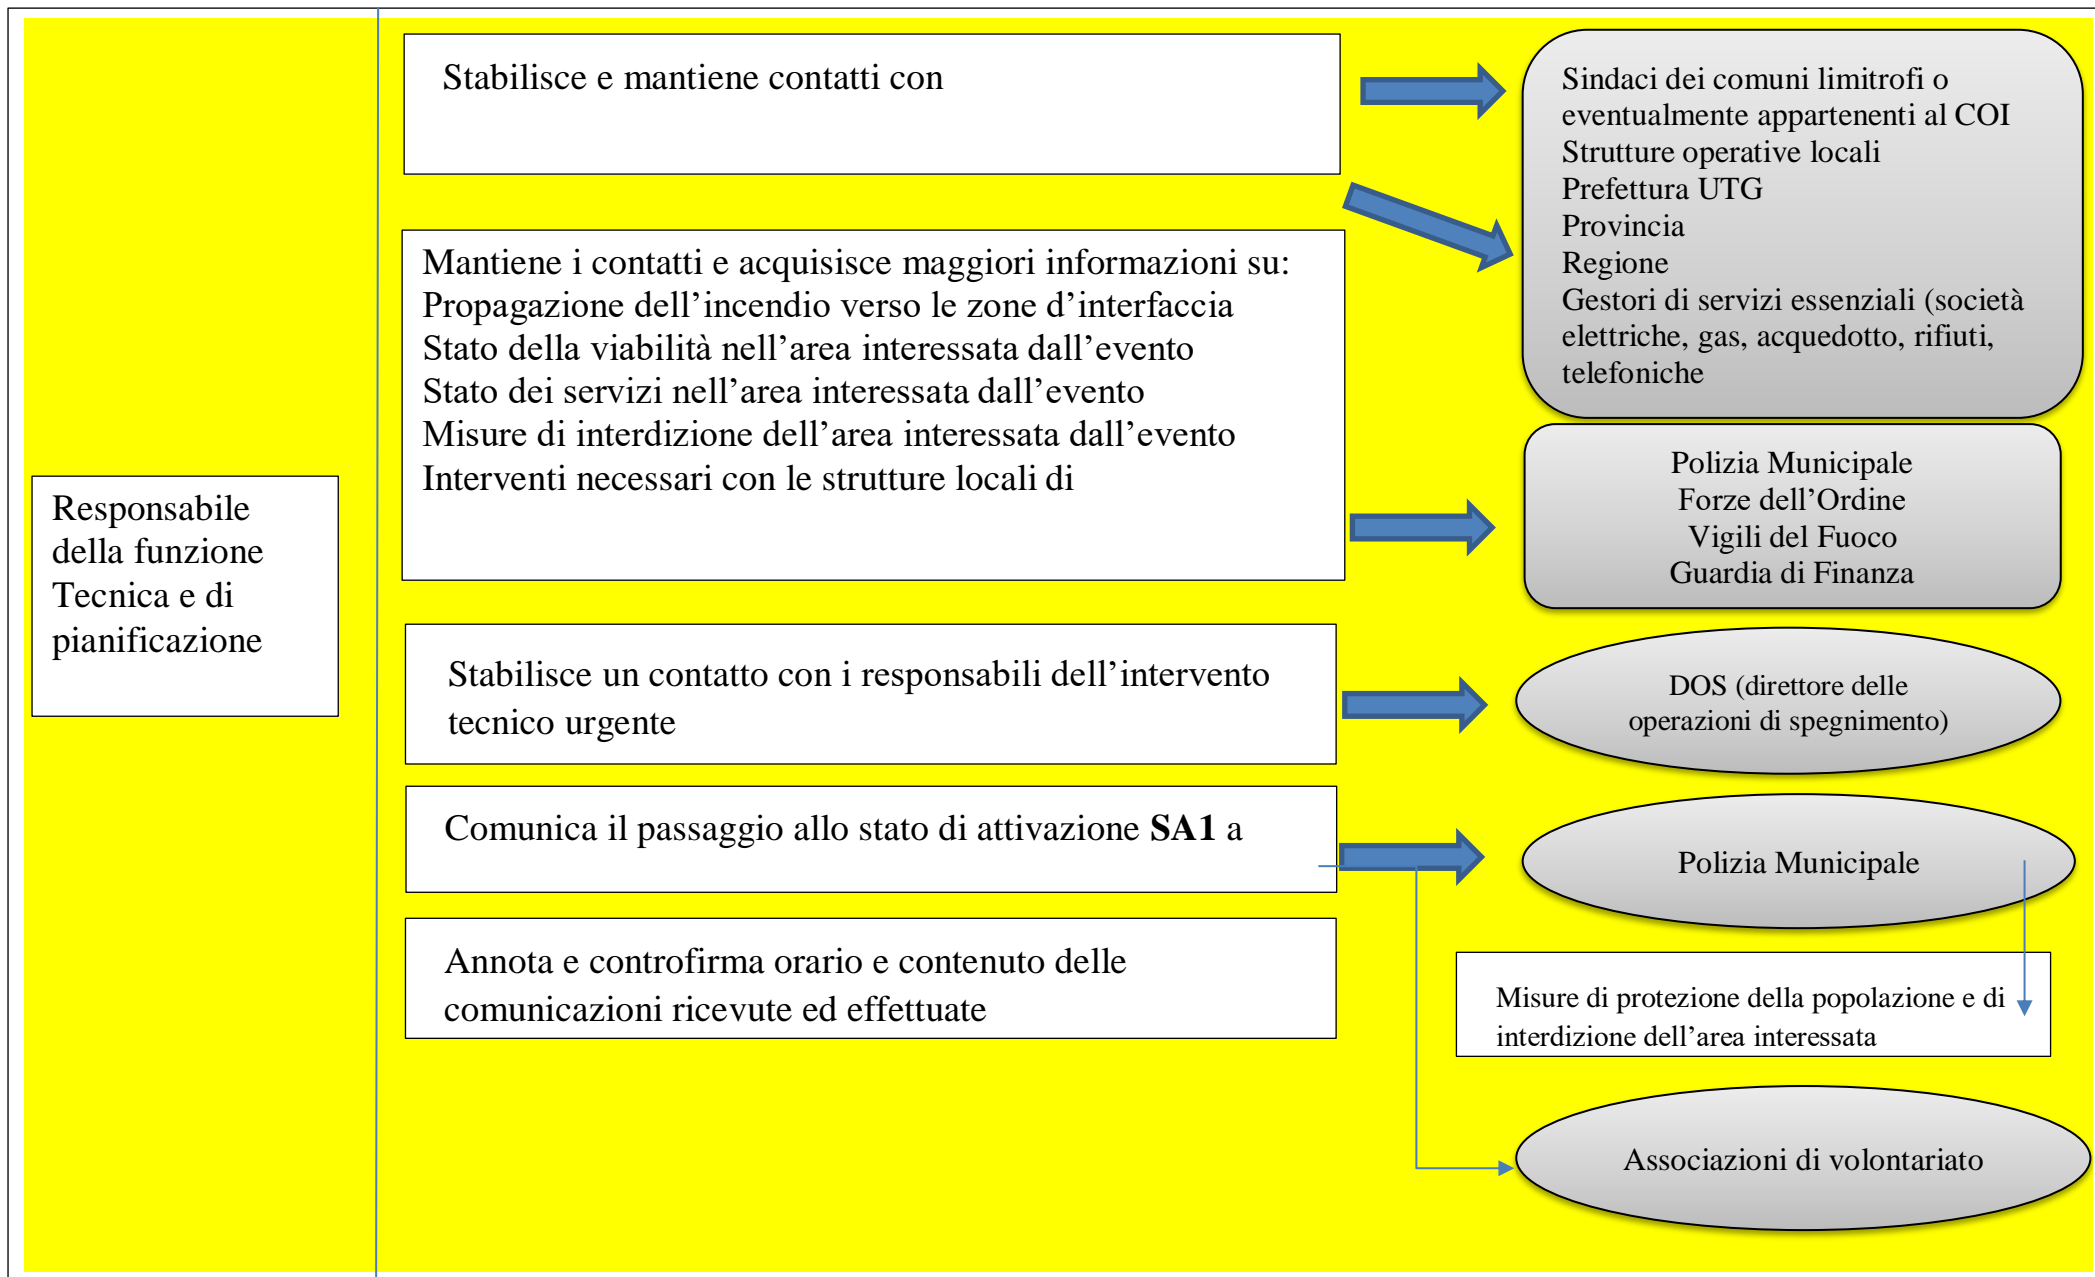 Responsabile
della funzione
Tecnica e di
pianificazione
Stabilisce e mantiene contatti con
Sindaci dei comuni limitrofi o
eventualmente appartenenti al COI
Strutture operative locali
Prefettura UTG
Provincia
Regione
Gestori di servizi essenziali (società
elettriche, gas, acquedotto, rifiuti,
telefoniche
Mantiene i contatti e acquisisce maggiori informazioni su:
Propagazione dell’incendio verso le zone d’interfaccia
Stato della viabilità nell’area interessata dall’evento
Stato dei servizi nell’area interessata dall’evento
Misure di interdizione dell’area interessata dall’evento
Interventi necessari con le strutture locali di
Polizia Municipale
Forze dell’Ordine
Vigili del Fuoco
Guardia di Finanza
Stabilisce un contatto con i responsabili dell’intervento
tecnico urgente
DOS (direttore delle
operazioni di spegnimento)
Comunica il passaggio allo stato di attivazione SA1 a
Polizia Municipale
Annota e controfirma orario e contenuto delle
comunicazioni ricevute ed effettuate
Misure di protezione della popolazione e di
interdizione dell’area interessata
Associazioni di volontariato